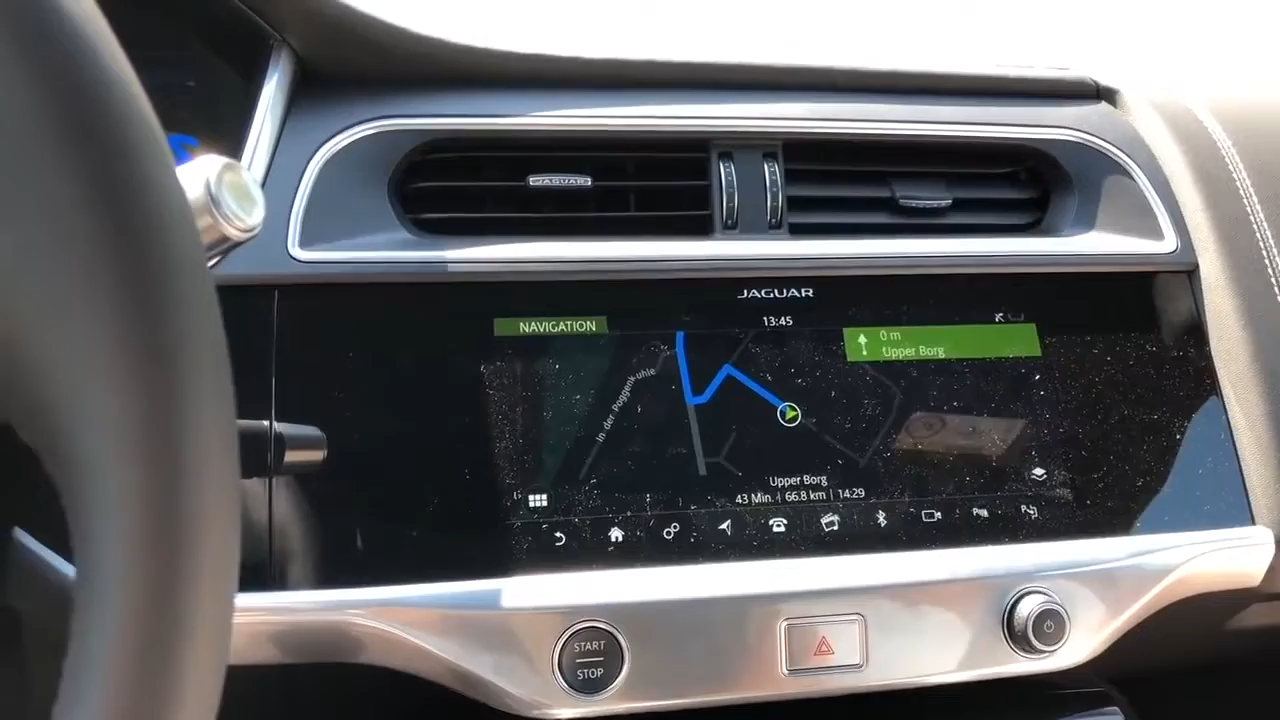 JAGUAR
JAGUAR
NAVIGATION
13:45
0 m
Upper Borg
In der Poggenkuhle
Upper Borg
43 Min. | 66.8 km | 14:29
START
STOP